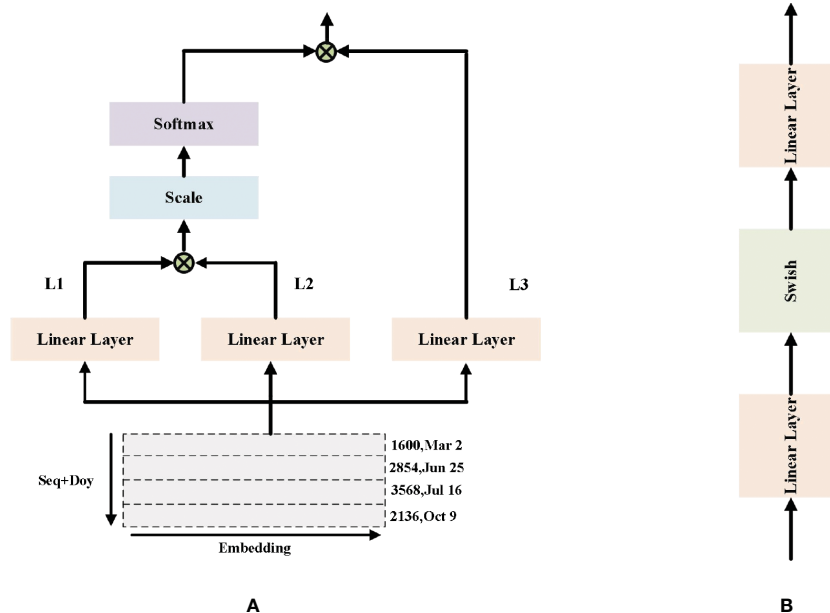 Softmax
Scale
L1
L2
L3
Linear Layer
Linear Layer
Linear Layer
Seq+Doy
1600,Mar 2
2854,Jun 25
3568,Jul 16
2136,Oct 9
Embedding
A
Linear Layer
Swish
Linear Layer
B